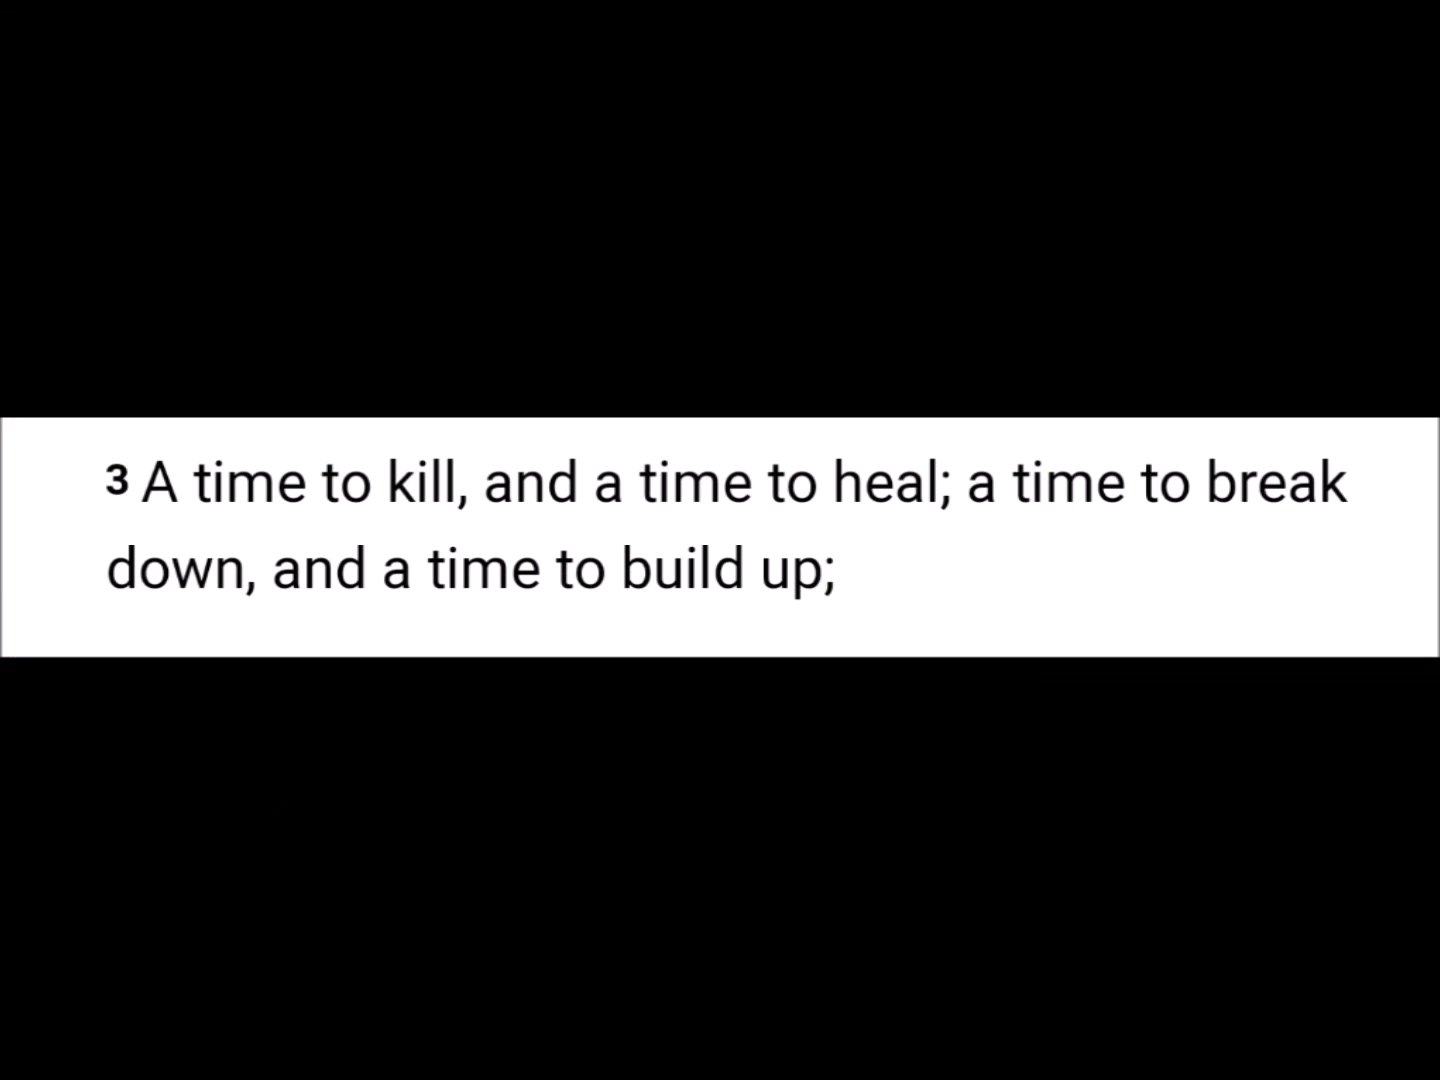 3 A time to kill, and a time to heal; a time to break
down, and a time to build up;